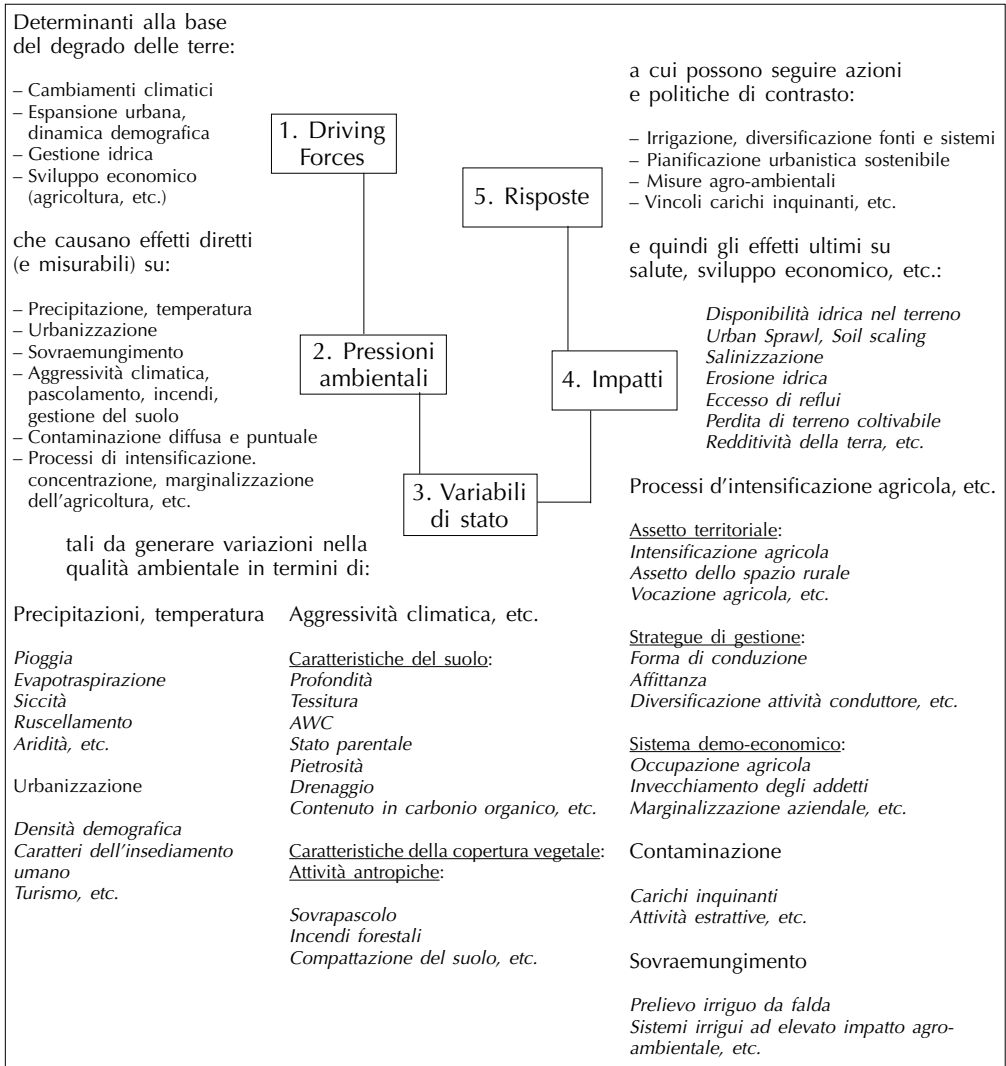 Determinanti alla base
del degrado delle terre:
– Cambiamenti climatici
– Espansione urbana,
dinamica demografica
– Gestione idrica
– Sviluppo economico
(agricoltura, etc.)
che causano effetti diretti
(e misurabili) su:
– Precipitazione, temperatura
– Urbanizzazione
– Sovraemungimento
– Aggressività climatica,
pascolamento, incendi,
gestione del suolo
– Contaminazione diffusa e puntuale
– Processi di intensificazione.
concentrazione, marginalizzazione
dell'agricoltura, etc.
1. Driving
Forces
2. Pressioni
ambientali
3. Variabili
di stato
4. Impatti
5. Risposte
a cui possono seguire azioni
e politiche di contrasto:
– Irrigazione, diversificazione fonti e sistemi
– Pianificazione urbanistica sostenibile
– Misure agro-ambientali
– Vincoli carichi inquinanti, etc.
e quindi gli effetti ultimi su
salute, sviluppo economico, etc.:
Disponibilità idrica nel terreno
Urban Sprawl, Soil scaling
Salinizzazione
Erosione idrica
Eccesso di reflui
Perdita di terreno coltivabile
Redditività della terra, etc.
tali da generare variazioni nella
qualità ambientale in termini di:
Precipitazioni, temperatura
Pioggia
Evapotraspirazione
Siccità
Ruscellamento
Aridità, etc.
Urbanizzazione
Densità demografica
Caratteri dell'insediamento
umano
Turismo, etc.
Aggressività climatica, etc.
Caratteristiche del suolo:
Profondità
Tessitura
AWC
Stato parentale
Pietrosità
Drenaggio
Contenuto in carbonio organico, etc.
Caratteristiche della copertura vegetale:
Attività antropiche:
Sovrapascolo
Incendi forestali
Compattazione del suolo, etc.
Processi d'intensificazione agricola, etc.
Assetto territoriale:
Intensificazione agricola
Assetto dello spazio rurale
Vocazione agricola, etc.
Strategue di gestione:
Forma di conduzione
Affittanza
Diversificazione attività conduttore, etc.
Sistema demo-economico:
Occupazione agricola
Invecchiamento degli addetti
Marginalizzazione aziendale, etc.
Contaminazione
Carichi inquinanti
Attività estrattive, etc.
Sovraemungimento
Prelievo irriguo da falda
Sistemi irrigui ad elevato impatto agro-
ambientale, etc.